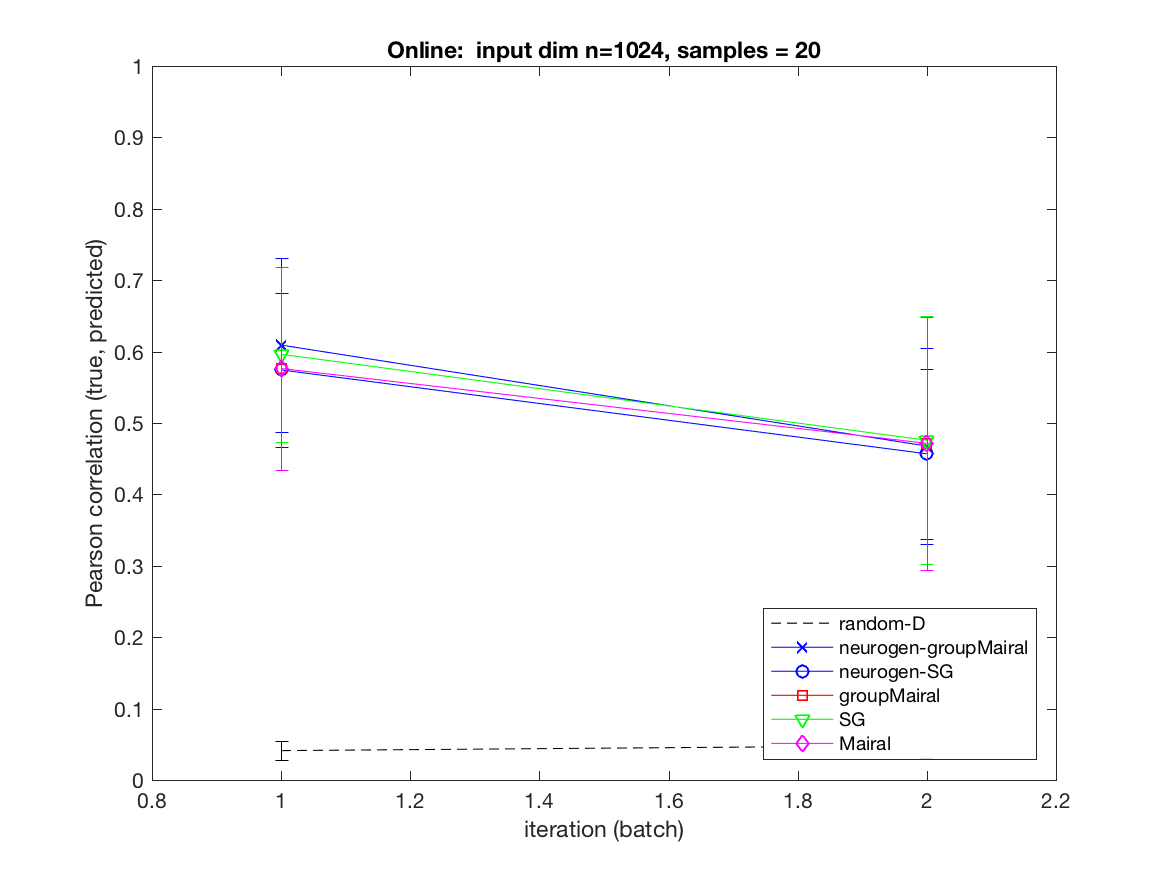 Online:  input dim n=1024, samples = 20
Pearson correlation (true, predicted)
1
0.9
0.8
0.7
0.6
0.5
0.4
0.3
0.2
0.1
0
random-D
neurogen-groupMairal
neurogen-SG
groupMairal
SG
Mairal
0.8 1 1.2 1.4 1.6 1.8 2 2.2
iteration (batch)